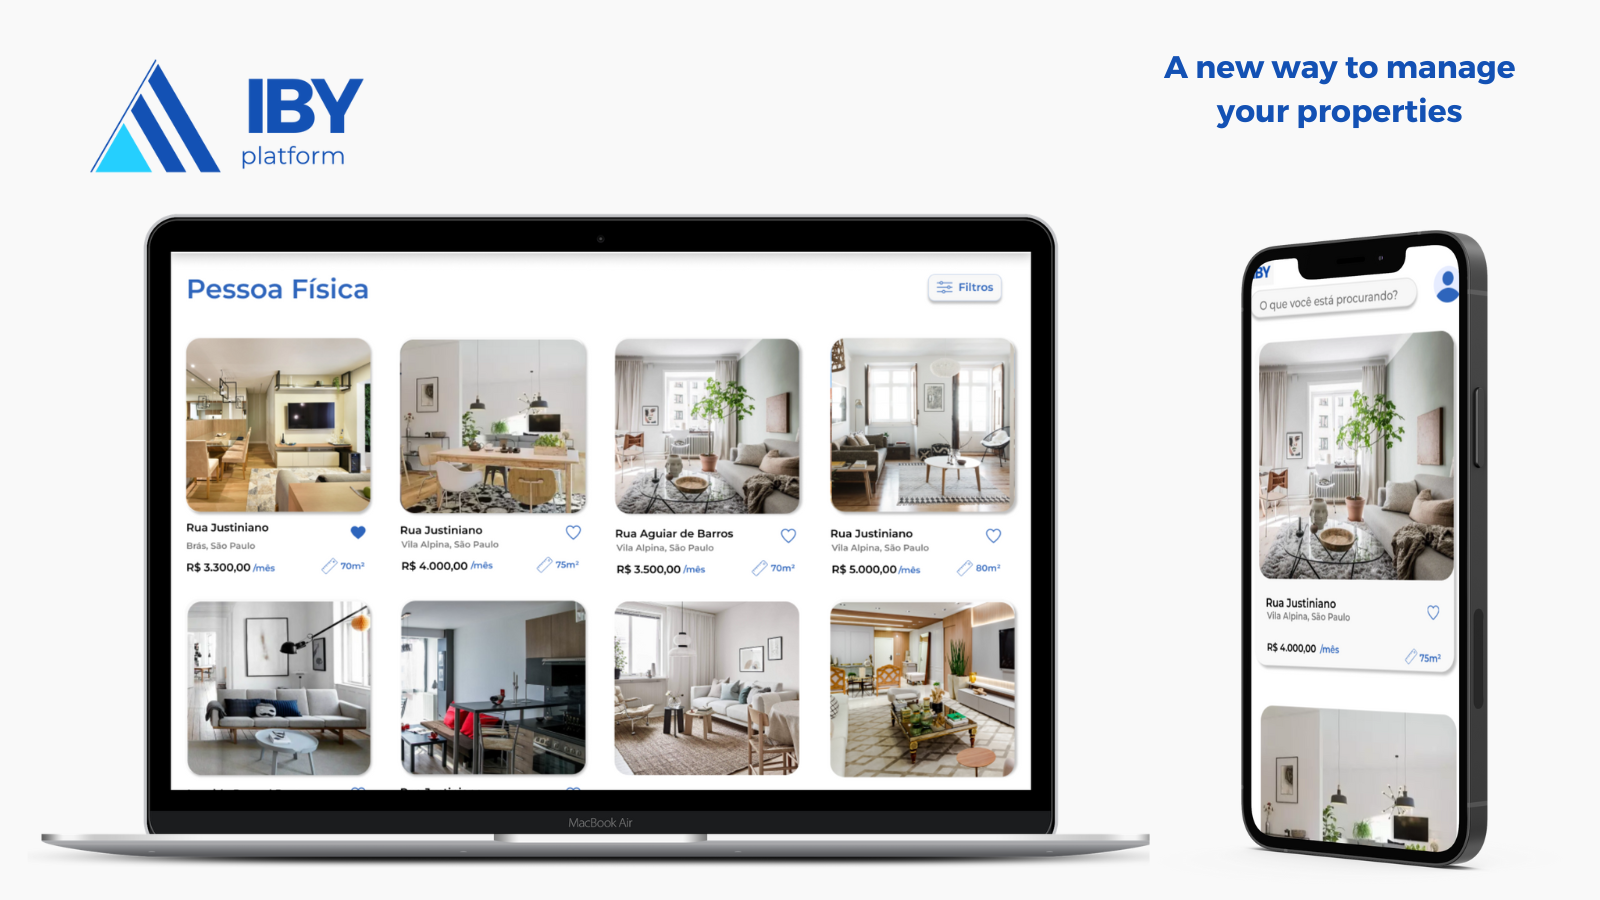 IBY
platform
A new way to manage
your properties
Pessoa Física
Filtros
Rua Justiniano
Brás, São Paulo
R$ 3.300,00 /mês
70m²
Rua Justiniano
Vila Alpina, São Paulo
R$ 4.000,00 /mês
75m²
Rua Aguiar de Barros
Vila Alpina, São Paulo
R$ 3.500,00 /mês
70m²
Rua Justiniano
Vila Alpina, São Paulo
R$ 5.000,00 /mês
80m²
MacBook Air
IBY
O que você está procurando?
Rua Justiniano
Vila Alpina, São Paulo
R$ 4.000,00 /mês
75m²